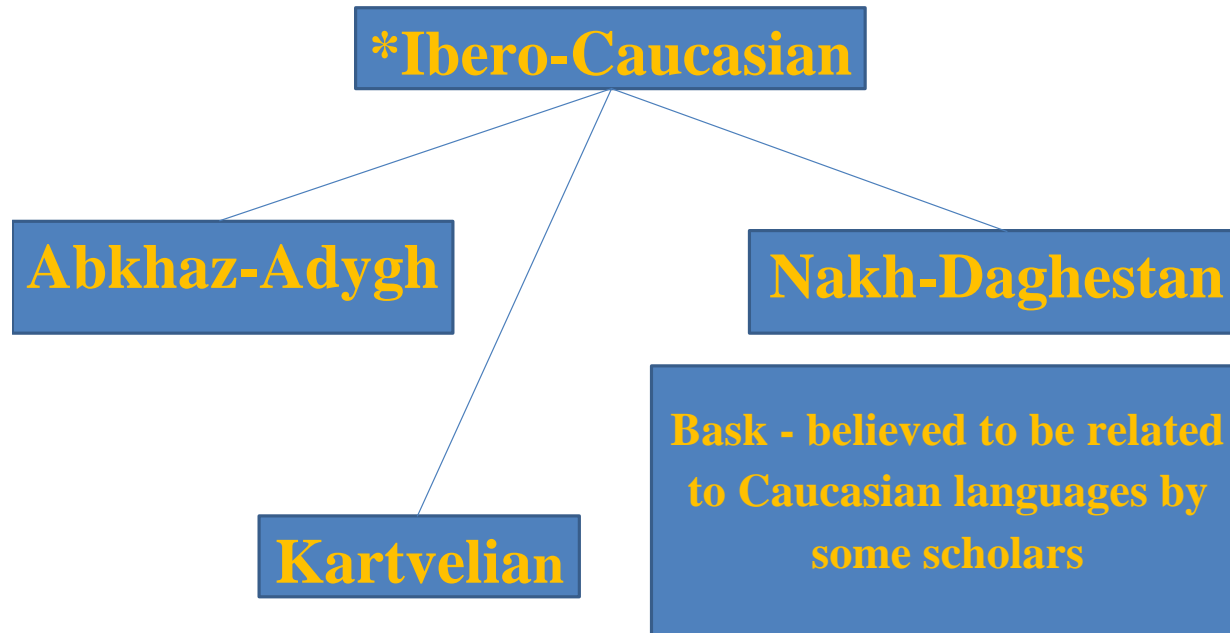 *Ibero-Caucasian
Abkhaz-Adygh
Nakh-Daghestan
Bask - believed to be related
to Caucasian languages by
some scholars
Kartvelian